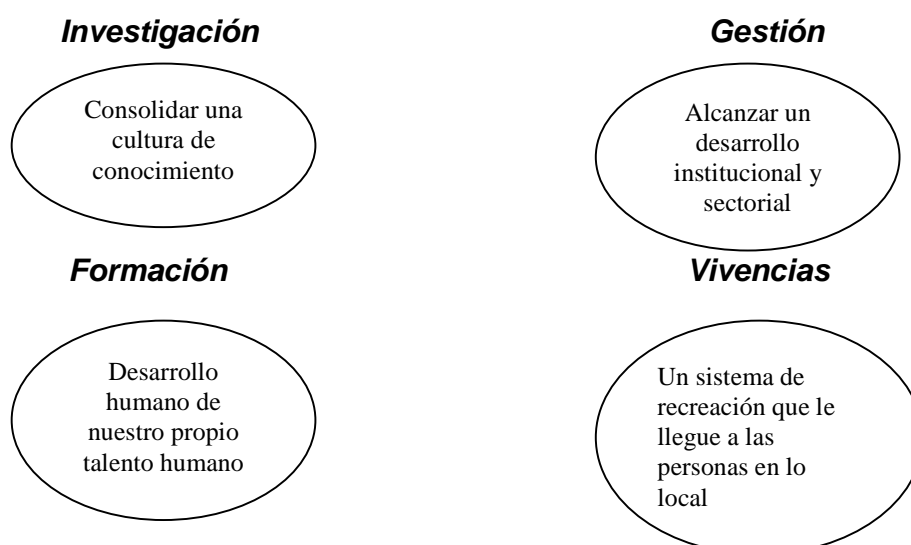 Investigación
Consolidar una
cultura de
conocimiento
Gestión
Alcanzar un
desarrollo
institucional y
sectorial
Formación
Desarrollo
humano de
nuestro propio
talento humano
Vivencias
Un sistema de
recreación que le
llegue a las
personas en lo
local